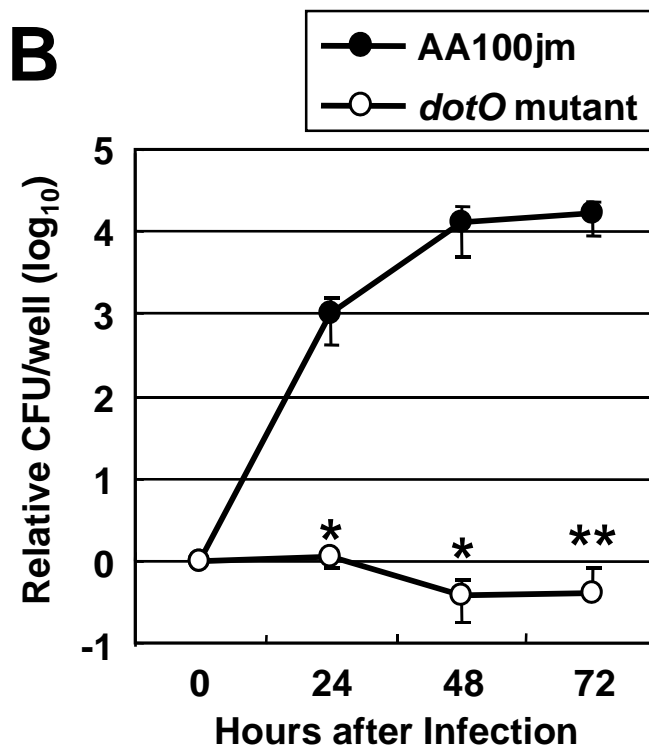 B
AA100jm
dotO mutant
Relative CFU/well (log10)
5
4
3
2
1
0
-1
*
*
**
0 24 48 72
Hours after Infection